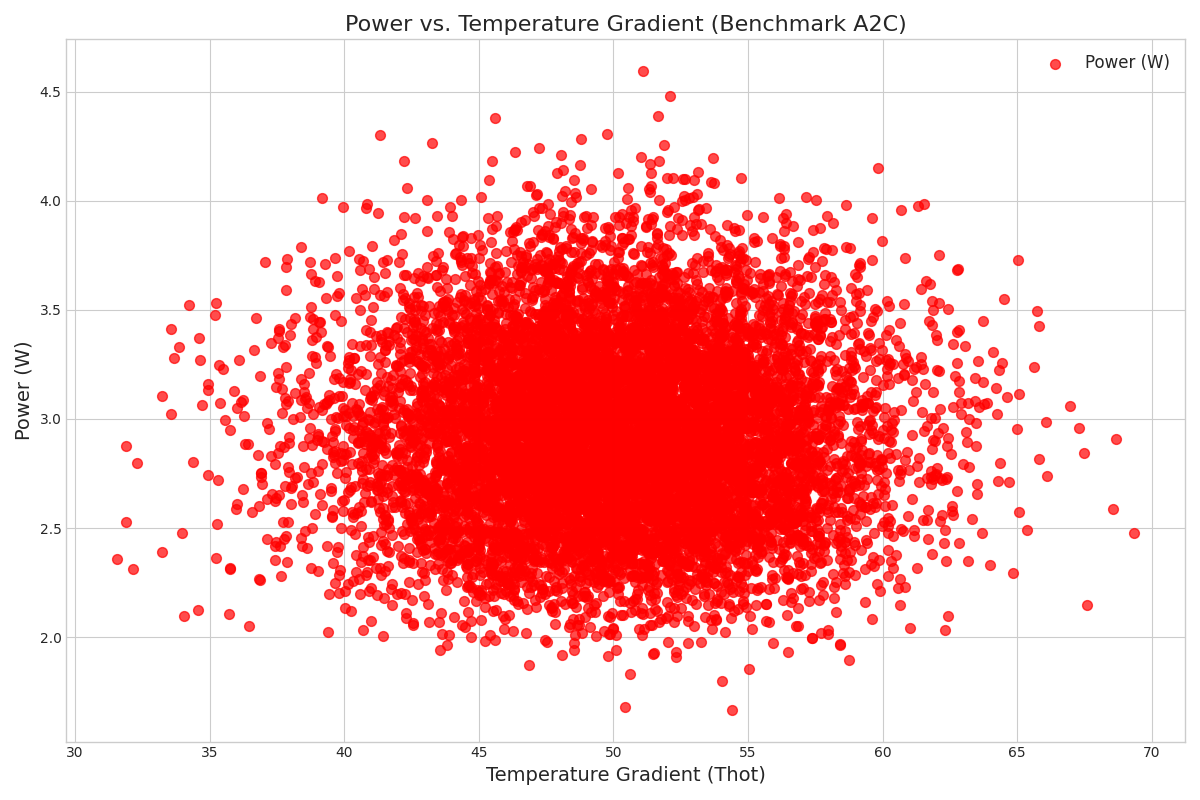 Power vs. Temperature Gradient (Benchmark A2C)
Power (W)
4.5
4.0
3.5
3.0
2.5
2.0
Power (W)
30 35 40 45 50 55 60 65 70
Temperature Gradient (Thot)